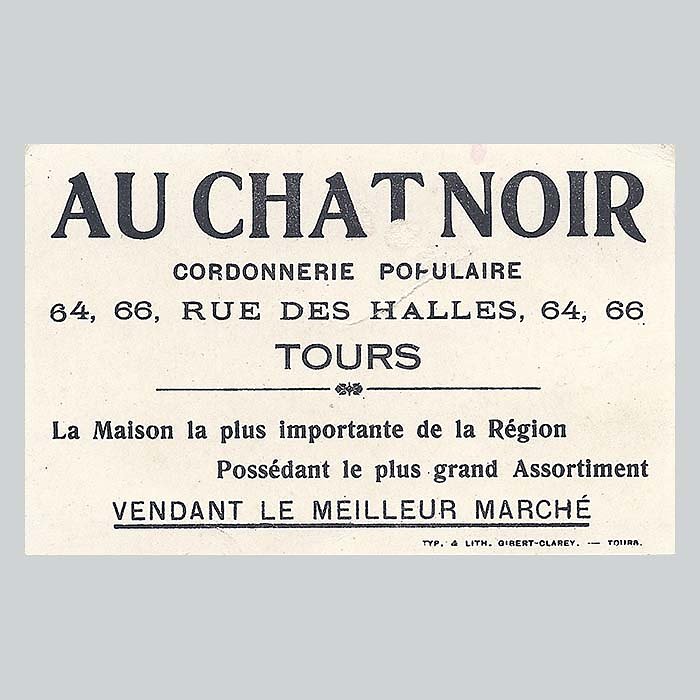 AU CHAT NOIR
CORDONNERIE POPULAIRE
64, 66, RUE DES HALLES, 64, 66
TOURS
La Maison la plus importante de la Région
Possédant le plus grand Assortiment
VENDANT LE MEILLEUR MARCHÉ
TYP. & LITH. GIBERT-CLAREY. — TOURS.